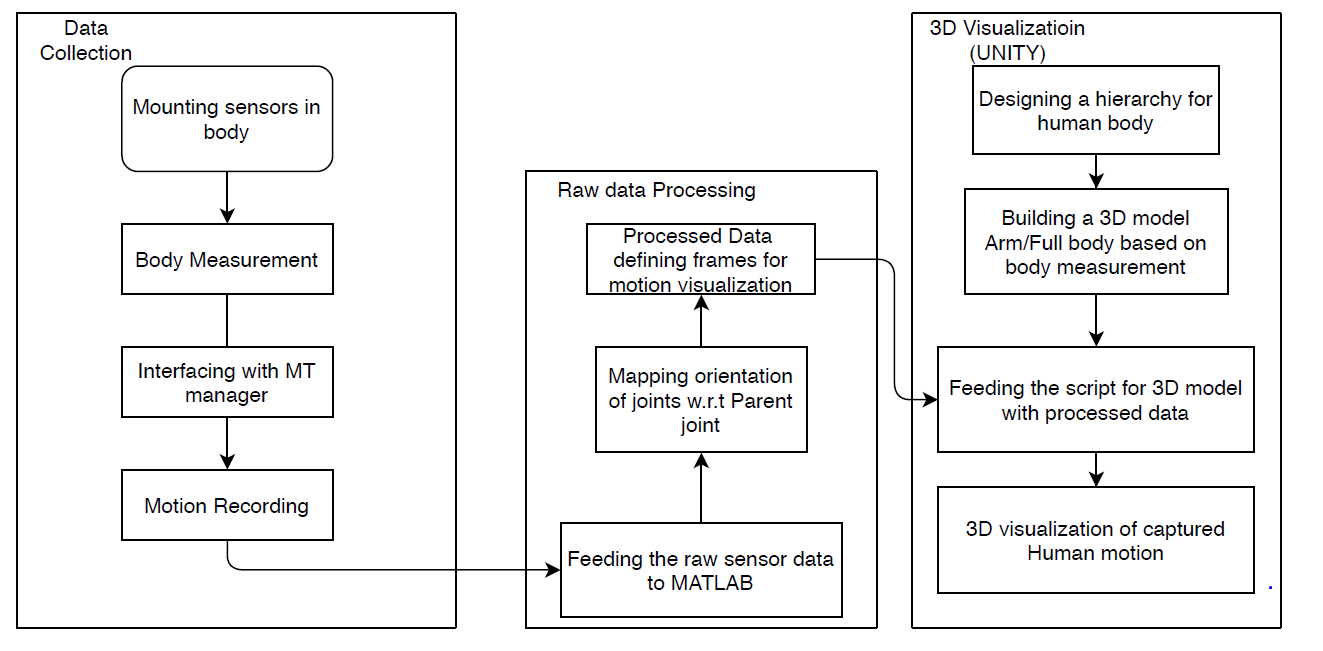 Data
Collection
Mounting sensors in
body
Body Measurement
Interfacing with MT
manager
Motion Recording
Raw data Processing
Processed Data
defining frames for
motion visualization
Mapping orientation
of joints w.r.t Parent
joint
Feeding the raw sensor data
to MATLAB
3D Visualizatioin
(UNITY)
Designing a hierarchy for
human body
Building a 3D model
Arm/Full body based on
body measurement
Feeding the script for 3D model
with processed data
3D visualization of captured
Human motion